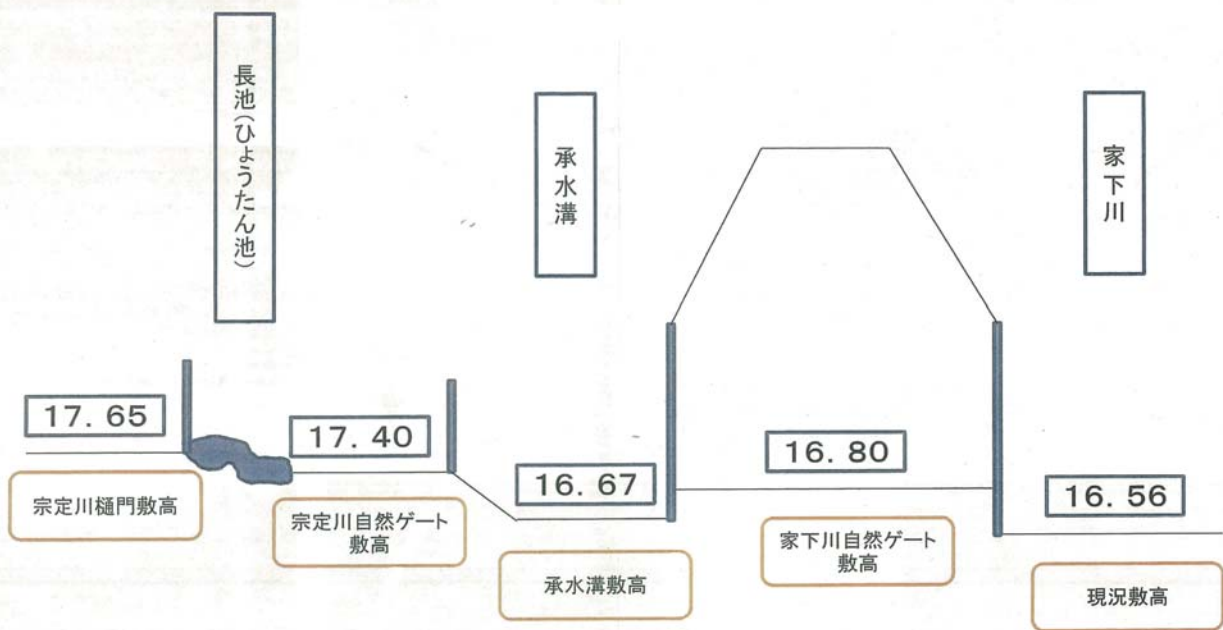 長池(ひょうたん池)
承水溝
家下川
17.65
17.40
16.67
16.80
16.56
宗定川樋門敷高
宗定川自然ゲート
敷高
承水溝敷高
家下川自然ゲート
敷高
現況敷高